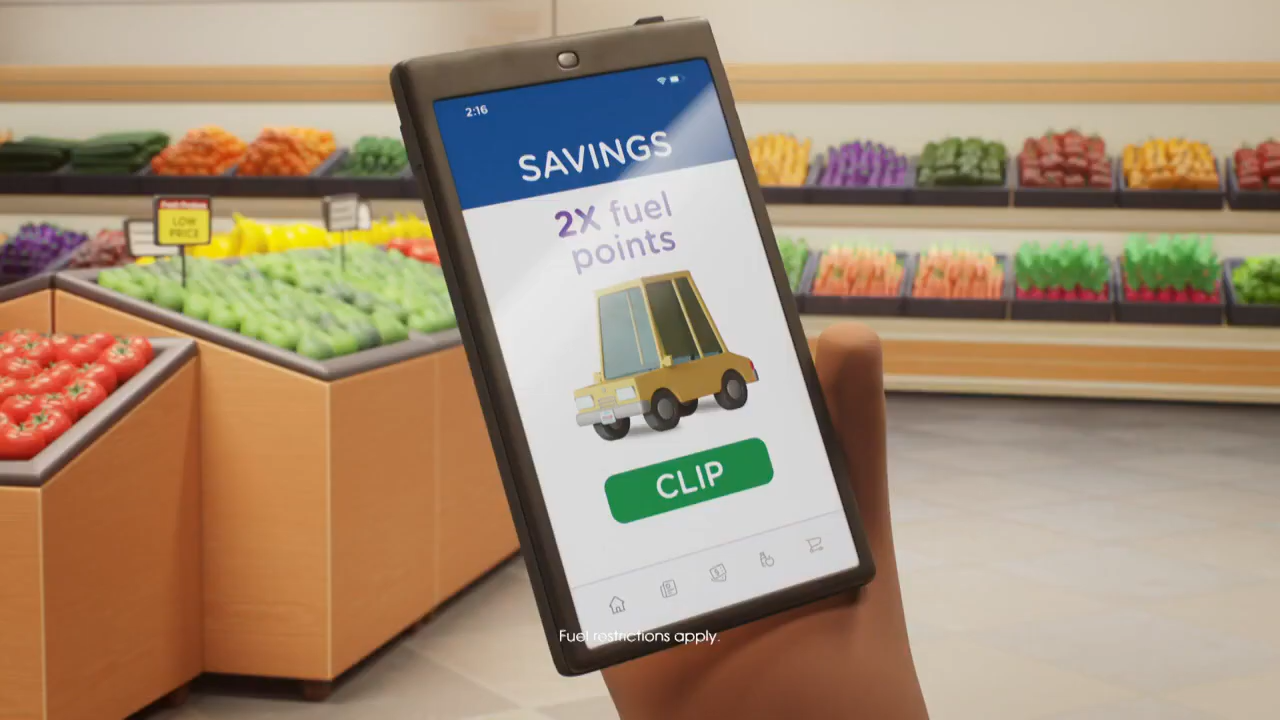 2:16
SAVINGS
2X fuel
points
LOW
PRICE
CLIP
Fuel restrictions apply.